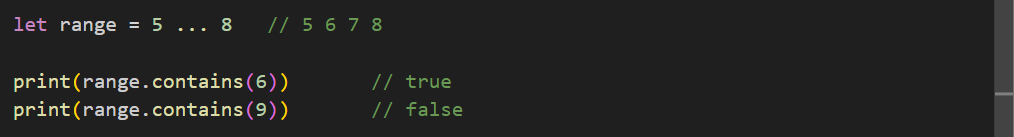 let range = 5 ... 8   // 5 6 7 8
print(range.contains(6))       // true
print(range.contains(9))       // false